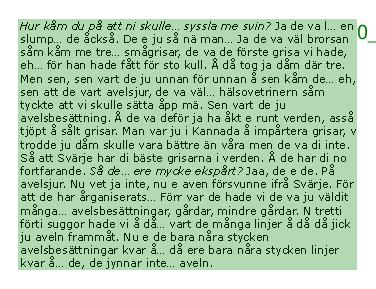 Hur kåm du på att ni skulle... syssla me svin? Ja de va l... en 0_
slump... de åckså. De e ju så nä man... Ja de va väl brorsan
såm kåm me tre... smågrisar, de va de förste grisa vi hade,
eh... för han hade fått för sto kull. Å då tog ja dåm där tre.
Men sen, sen vart de ju unnan för unnan å sen kåm de... eh,
sen att de vart avelsjur, de va väl... hälsovetrinern såm
tyckte att vi skulle sätta åpp mä. Sen vart de ju
avelsbesättning. Å de va deför ja ha åkt e runt verden, asså
tjöpt å sålt grisar. Man var ju i Kannada å impårtera grisar, v
trodde ju dåm skulle vara bättre än våra men de va di inte.
Så att Svärje har di bäste grisarna i verden. Å de har di no
fortfarande. Så de... ere mycke ekspårt? Jaa, de e de. På
avelsjur. Nu vet ja inte, nu e aven försvunne ifrå Svärje. För
att de har årganiserats... Förr var de hade vi de va ju väldit
många... avelsbesättningar, gårdar, mindre gårdar. N tretti
förti suggor hade vi å då... vart de många linjer å då då jick
ju aveln frammåt. Nu e de bara nåra stycken
avelsbesättningar kvar å... då ere bara nåra stycken linjer
kvar å... de, de jynnar inte... aveln.